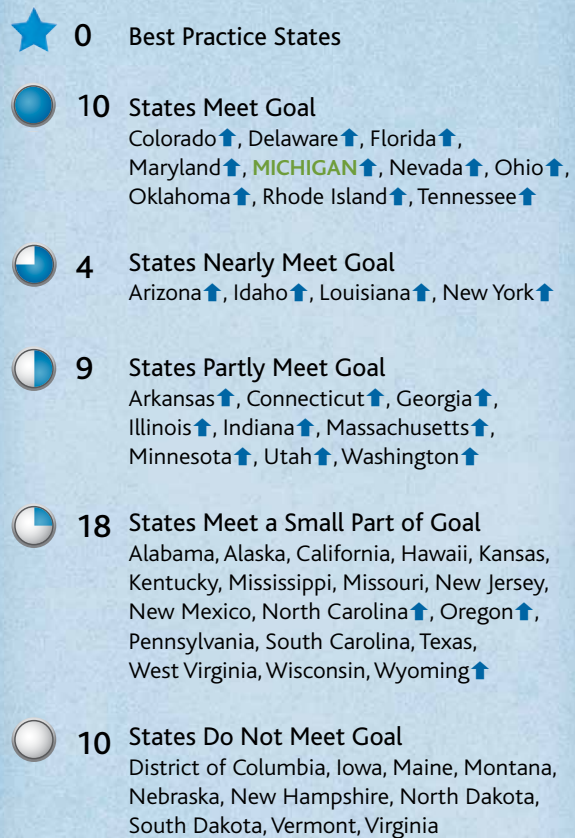 0 Best Practice States
10 States Meet Goal
Colorado⬆, Delaware⬆, Florida⬆,
Maryland⬆, MICHIGAN⬆, Nevada⬆, Ohio⬆,
Oklahoma⬆, Rhode Island⬆, Tennessee⬆
4 States Nearly Meet Goal
Arizona⬆, Idaho⬆, Louisiana⬆, New York⬆
9 States Partly Meet Goal
Arkansas⬆, Connecticut⬆, Georgia⬆,
Illinois⬆, Indiana⬆, Massachusetts⬆,
Minnesota⬆, Utah⬆, Washington⬆
18 States Meet a Small Part of Goal
Alabama, Alaska, California, Hawaii, Kansas,
Kentucky, Mississippi, Missouri, New Jersey,
New Mexico, North Carolina⬆, Oregon⬆,
Pennsylvania, South Carolina, Texas,
West Virginia, Wisconsin, Wyoming⬆
10 States Do Not Meet Goal
District of Columbia, Iowa, Maine, Montana,
Nebraska, New Hampshire, North Dakota,
South Dakota, Vermont, Virginia